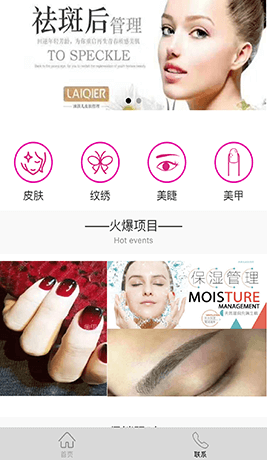 祛斑后管理
TO SPECKLE
LAIQIER
皮肤
纹绣
美睫
美甲
火爆项目
Hot events
保湿管理
MOISTURE
MANAGEMENT
首页
联系